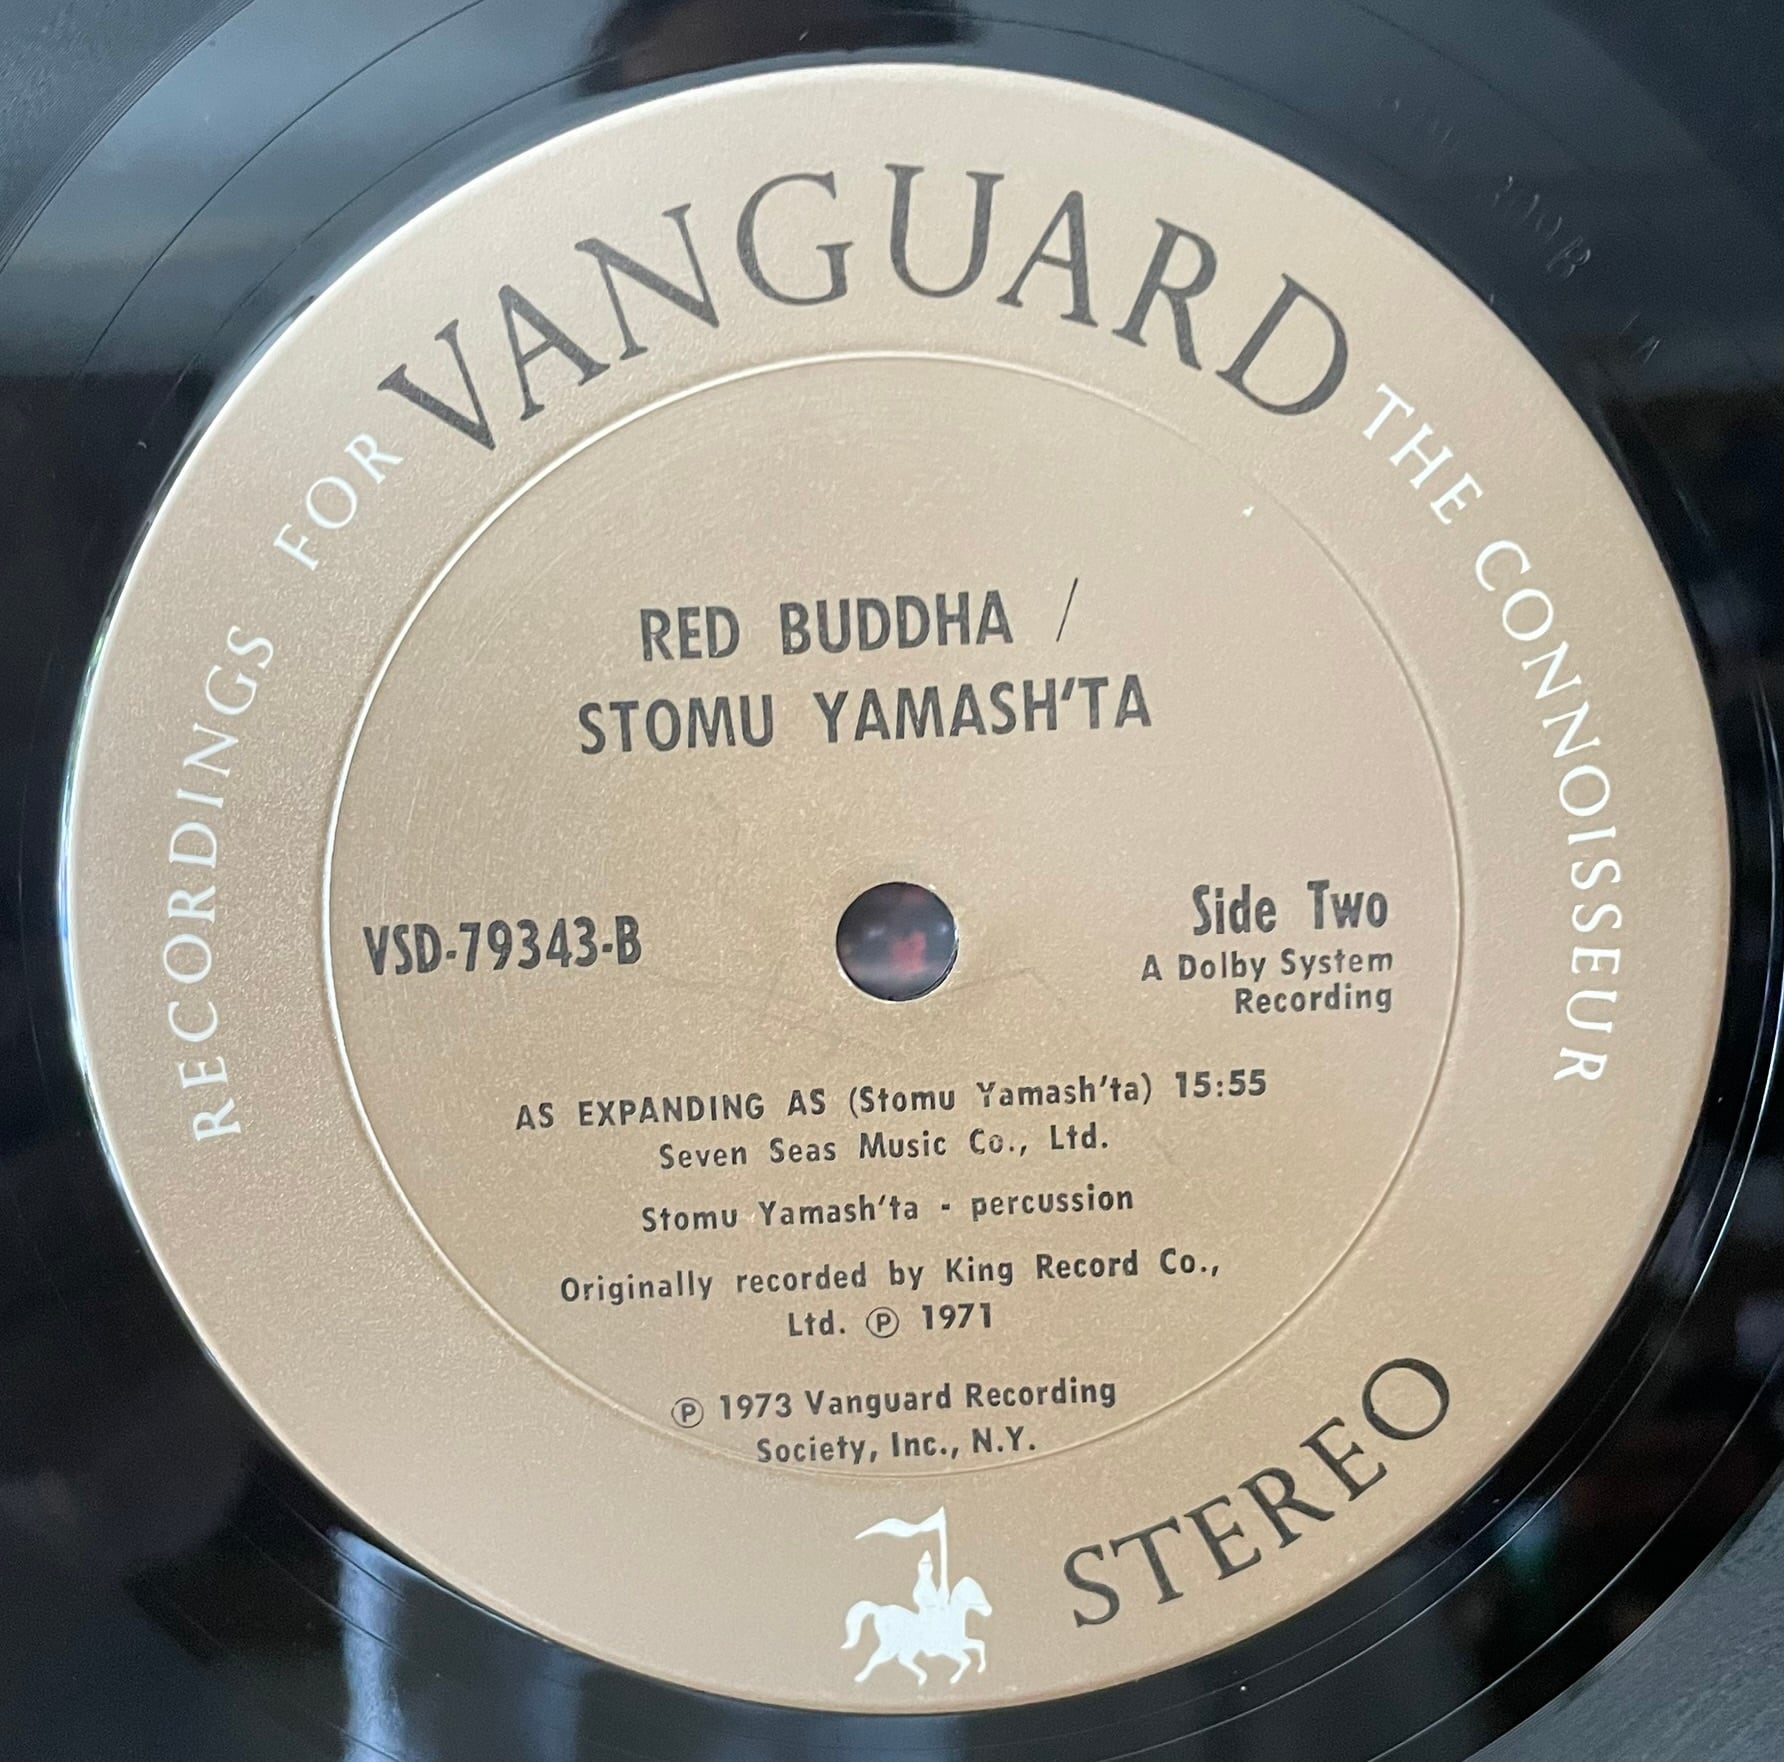 RECORDINGS FOR VANGUARD THE CONNOISSEUR
RED BUDDHA /
STOMU YAMASH'TA
VSD-79343-B
Side Two
A Dolby System
Recording
AS EXPANDING AS (Stomu Yamash'ta) 15:55
Seven Seas Music Co., Ltd.
Stomu Yamash'ta - percussion
Originally recorded by King Record Co.,
Ltd. Ⓟ 1971
Ⓟ 1973 Vanguard Recording
Society, Inc., N.Y.
STEREO